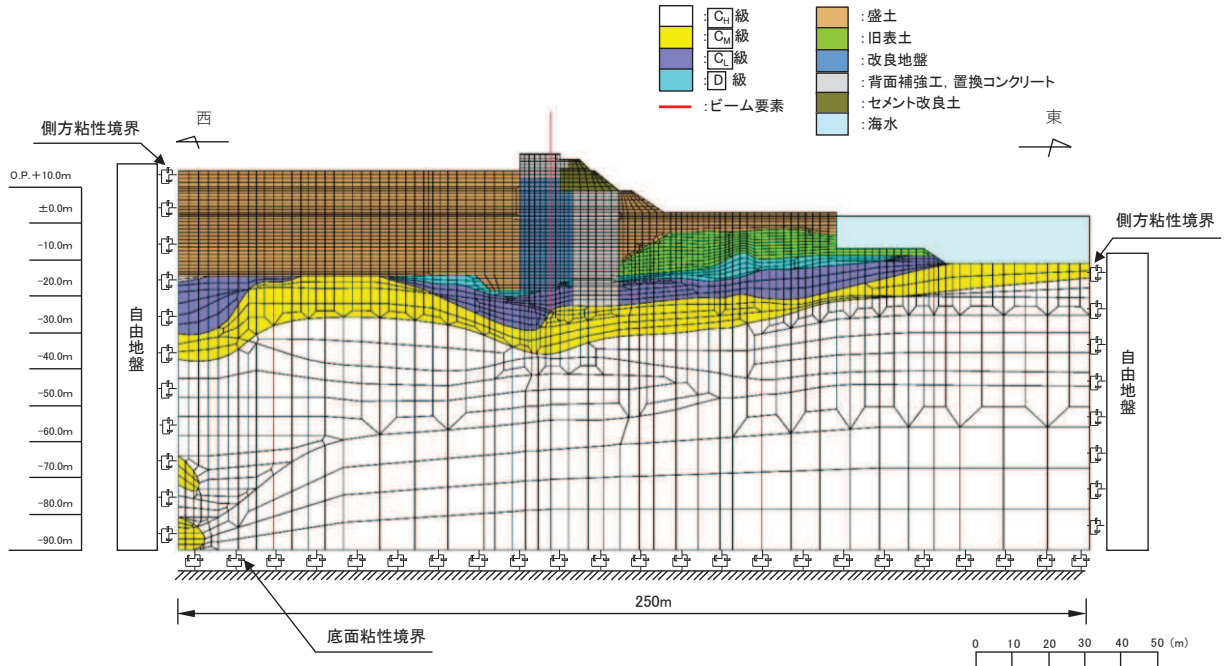 :CH級
:CM級
:CL級
:D 級
:ビーム要素
:盛土
:旧表土
:改良地盤
:背面補強工, 置換コンクリート
:セメント改良土
:海水
西
東
側方粘性境界
側方粘性境界
O.P.+10.0m
±0.0m
-10.0m
-20.0m
-30.0m
-40.0m
-50.0m
-60.0m
-70.0m
-80.0m
-90.0m
自由地盤
自由地盤
250m
底面粘性境界
0 10 20 30 40 50 (m)